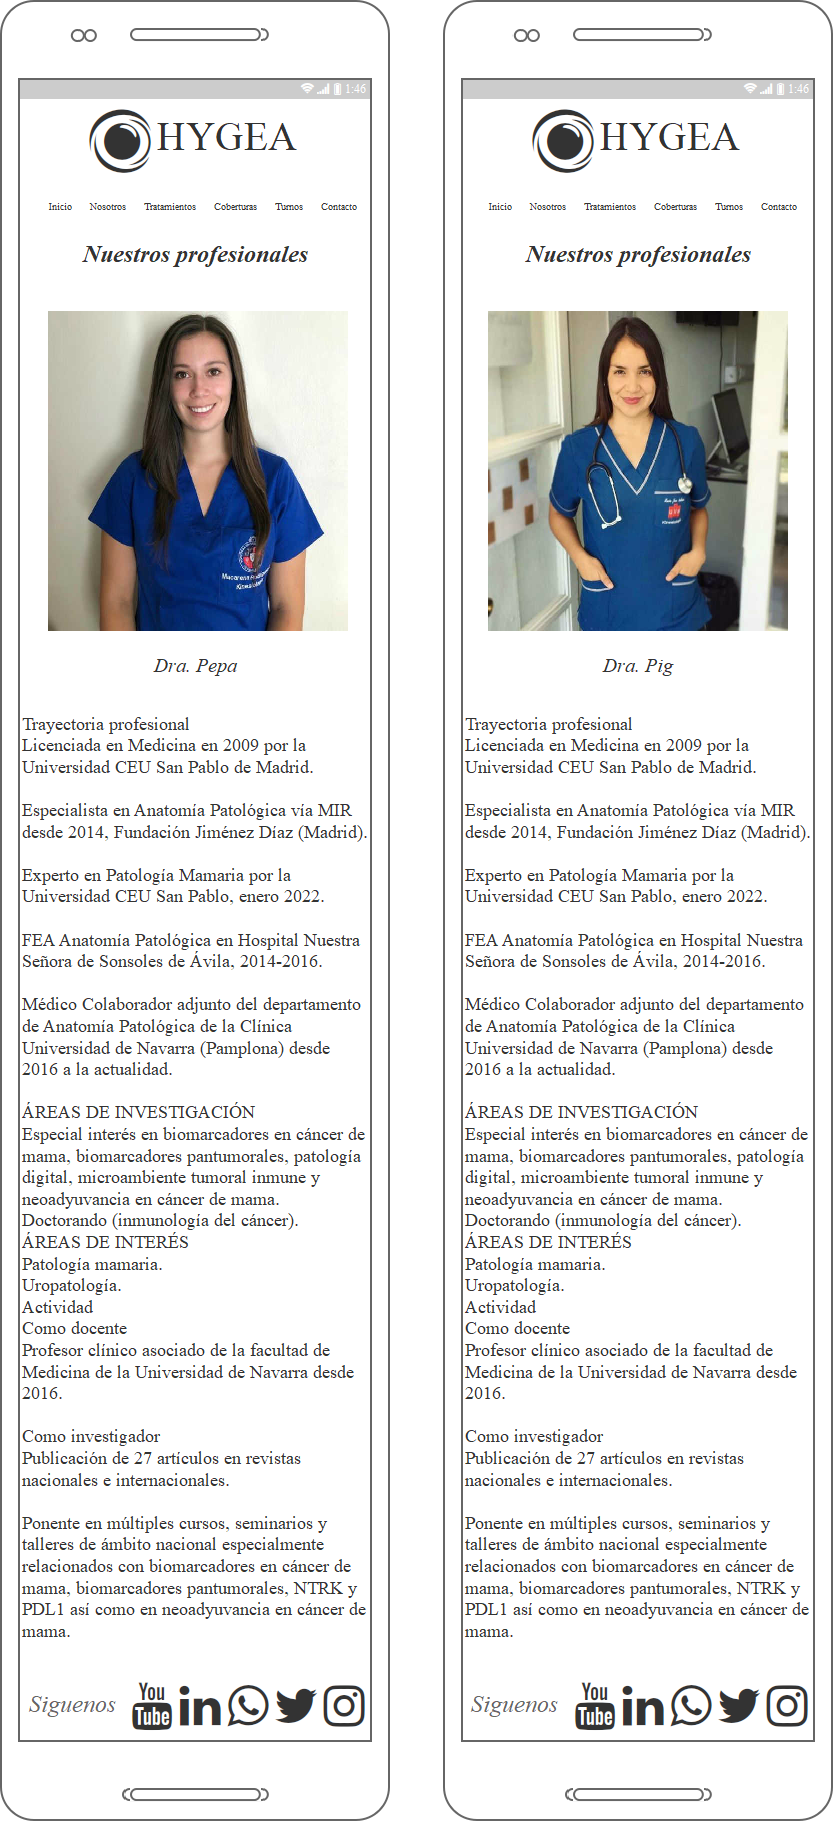 1:46
HYGEA
Inicio Nosotros Tratamientos Coberturas Turnos Contacto
Nuestros profesionales
Dra. Pepa
Trayectoria profesional
Licenciada en Medicina en 2009 por la
Universidad CEU San Pablo de Madrid.
Especialista en Anatomía Patológica vía MIR
desde 2014, Fundación Jiménez Díaz (Madrid).
Experto en Patología Mamaria por la
Universidad CEU San Pablo, enero 2022.
FEA Anatomía Patológica en Hospital Nuestra
Señora de Sonsoles de Ávila, 2014-2016.
Médico Colaborador adjunto del departamento
de Anatomía Patológica de la Clínica
Universidad de Navarra (Pamplona) desde
2016 a la actualidad.
ÁREAS DE INVESTIGACIÓN
Especial interés en biomarcadores en cáncer de
mama, biomarcadores pantumorales, patología
digital, microambiente tumoral inmune y
neoadyuvancia en cáncer de mama.
Doctorando (inmunología del cáncer).
ÁREAS DE INTERÉS
Patología mamaria.
Uropatología.
Actividad
Como docente
Profesor clínico asociado de la facultad de
Medicina de la Universidad de Navarra desde
2016.
Como investigador
Publicación de 27 artículos en revistas
nacionales e internacionales.
Ponente en múltiples cursos, seminarios y
talleres de ámbito nacional especialmente
relacionados con biomarcadores en cáncer de
mama, biomarcadores pantumorales, NTRK y
PDL1 así como en neoadyuvancia en cáncer de
mama.
Siguenos
You
Tube
in
1:46
HYGEA
Inicio Nosotros Tratamientos Coberturas Turnos Contacto
Nuestros profesionales
Dra. Pig
Trayectoria profesional
Licenciada en Medicina en 2009 por la
Universidad CEU San Pablo de Madrid.
Especialista en Anatomía Patológica vía MIR
desde 2014, Fundación Jiménez Díaz (Madrid).
Experto en Patología Mamaria por la
Universidad CEU San Pablo, enero 2022.
FEA Anatomía Patológica en Hospital Nuestra
Señora de Sonsoles de Ávila, 2014-2016.
Médico Colaborador adjunto del departamento
de Anatomía Patológica de la Clínica
Universidad de Navarra (Pamplona) desde
2016 a la actualidad.
ÁREAS DE INVESTIGACIÓN
Especial interés en biomarcadores en cáncer de
mama, biomarcadores pantumorales, patología
digital, microambiente tumoral inmune y
neoadyuvancia en cáncer de mama.
Doctorando (inmunología del cáncer).
ÁREAS DE INTERÉS
Patología mamaria.
Uropatología.
Actividad
Como docente
Profesor clínico asociado de la facultad de
Medicina de la Universidad de Navarra desde
2016.
Como investigador
Publicación de 27 artículos en revistas
nacionales e internacionales.
Ponente en múltiples cursos, seminarios y
talleres de ámbito nacional especialmente
relacionados con biomarcadores en cáncer de
mama, biomarcadores pantumorales, NTRK y
PDL1 así como en neoadyuvancia en cáncer de
mama.
Siguenos
You
Tube
in